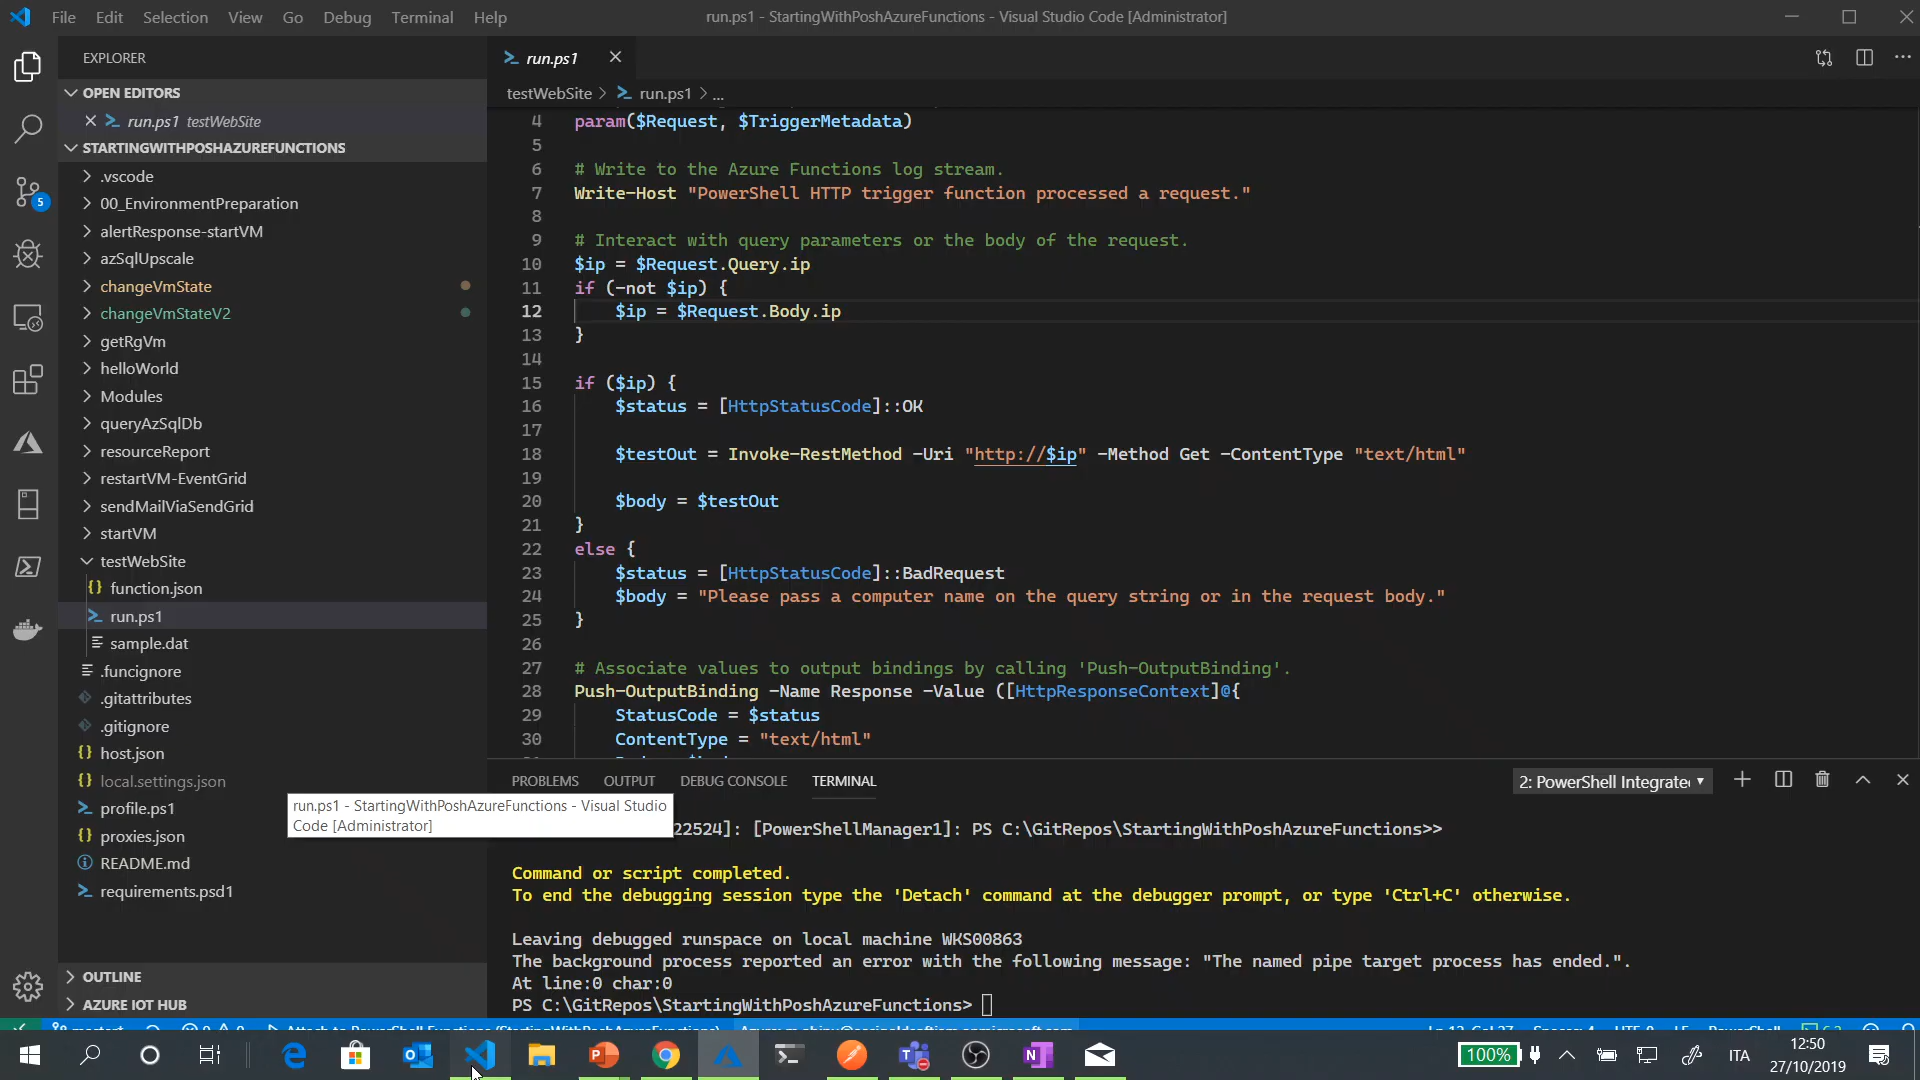 File Edit Selection View Go Debug Terminal Help
run.ps1 - StartingWithPoshAzureFunctions - Visual Studio Code [Administrator]
EXPLORER
OPEN EDITORS
run.ps1 testWebSite
STARTINGWITHPOSHAZUREFUNCTIONS
.vscode
00_EnvironmentPreparation
alertResponse-startVM
azSqlUpscale
changeVmState
changeVmStateV2
getRgVm
helloWorld
Modules
queryAzSqlDb
resourceReport
restartVM-EventGrid
sendMailViaSendGrid
startVM
testWebSite
function.json
run.ps1
sample.dat
.funcignore
.gitattributes
.gitignore
host.json
local.settings.json
profile.ps1
proxies.json
README.md
requirements.psd1
OUTLINE
AZURE IOT HUB
5
run.ps1
testWebSite > run.ps1 > ...
4 param($Request, $TriggerMetadata)
5
6 # Write to the Azure Functions log stream.
7 Write-Host "PowerShell HTTP trigger function processed a request."
8
9 # Interact with query parameters or the body of the request.
10 $ip = $Request.Query.ip
11 if (-not $ip) {
12 $ip = $Request.Body.ip
13 }
14
15 if ($ip) {
16 $status = [HttpStatusCode]::OK
17
18 $testOut = Invoke-RestMethod -Uri "http://$ip" -Method Get -ContentType "text/html"
19
20 $body = $testOut
21 }
22 else {
23 $status = [HttpStatusCode]::BadRequest
24 $body = "Please pass a computer name on the query string or in the request body."
25 }
26
27 # Associate values to output bindings by calling 'Push-OutputBinding'.
28 Push-OutputBinding -Name Response -Value ([HttpResponseContext]@{
29 StatusCode = $status
30 ContentType = "text/html"
PROBLEMS OUTPUT DEBUG CONSOLE TERMINAL
2: PowerShell Integrate
run.ps1 - StartingWithPoshAzureFunctions - Visual Studio
Code [Administrator]
22524]: [PowerShellManager1]: PS C:\GitRepos\StartingWithPoshAzureFunctions>>
Command or script completed.
To end the debugging session type the 'Detach' command at the debugger prompt, or type 'Ctrl+C' otherwise.
Leaving debugged runspace on local machine WKS00863
The background process reported an error with the following message: "The named pipe target process has ended.".
At line:0 char:0
PS C:\GitRepos\StartingWithPoshAzureFunctions>
100%
ITA
12:50
27/10/2019